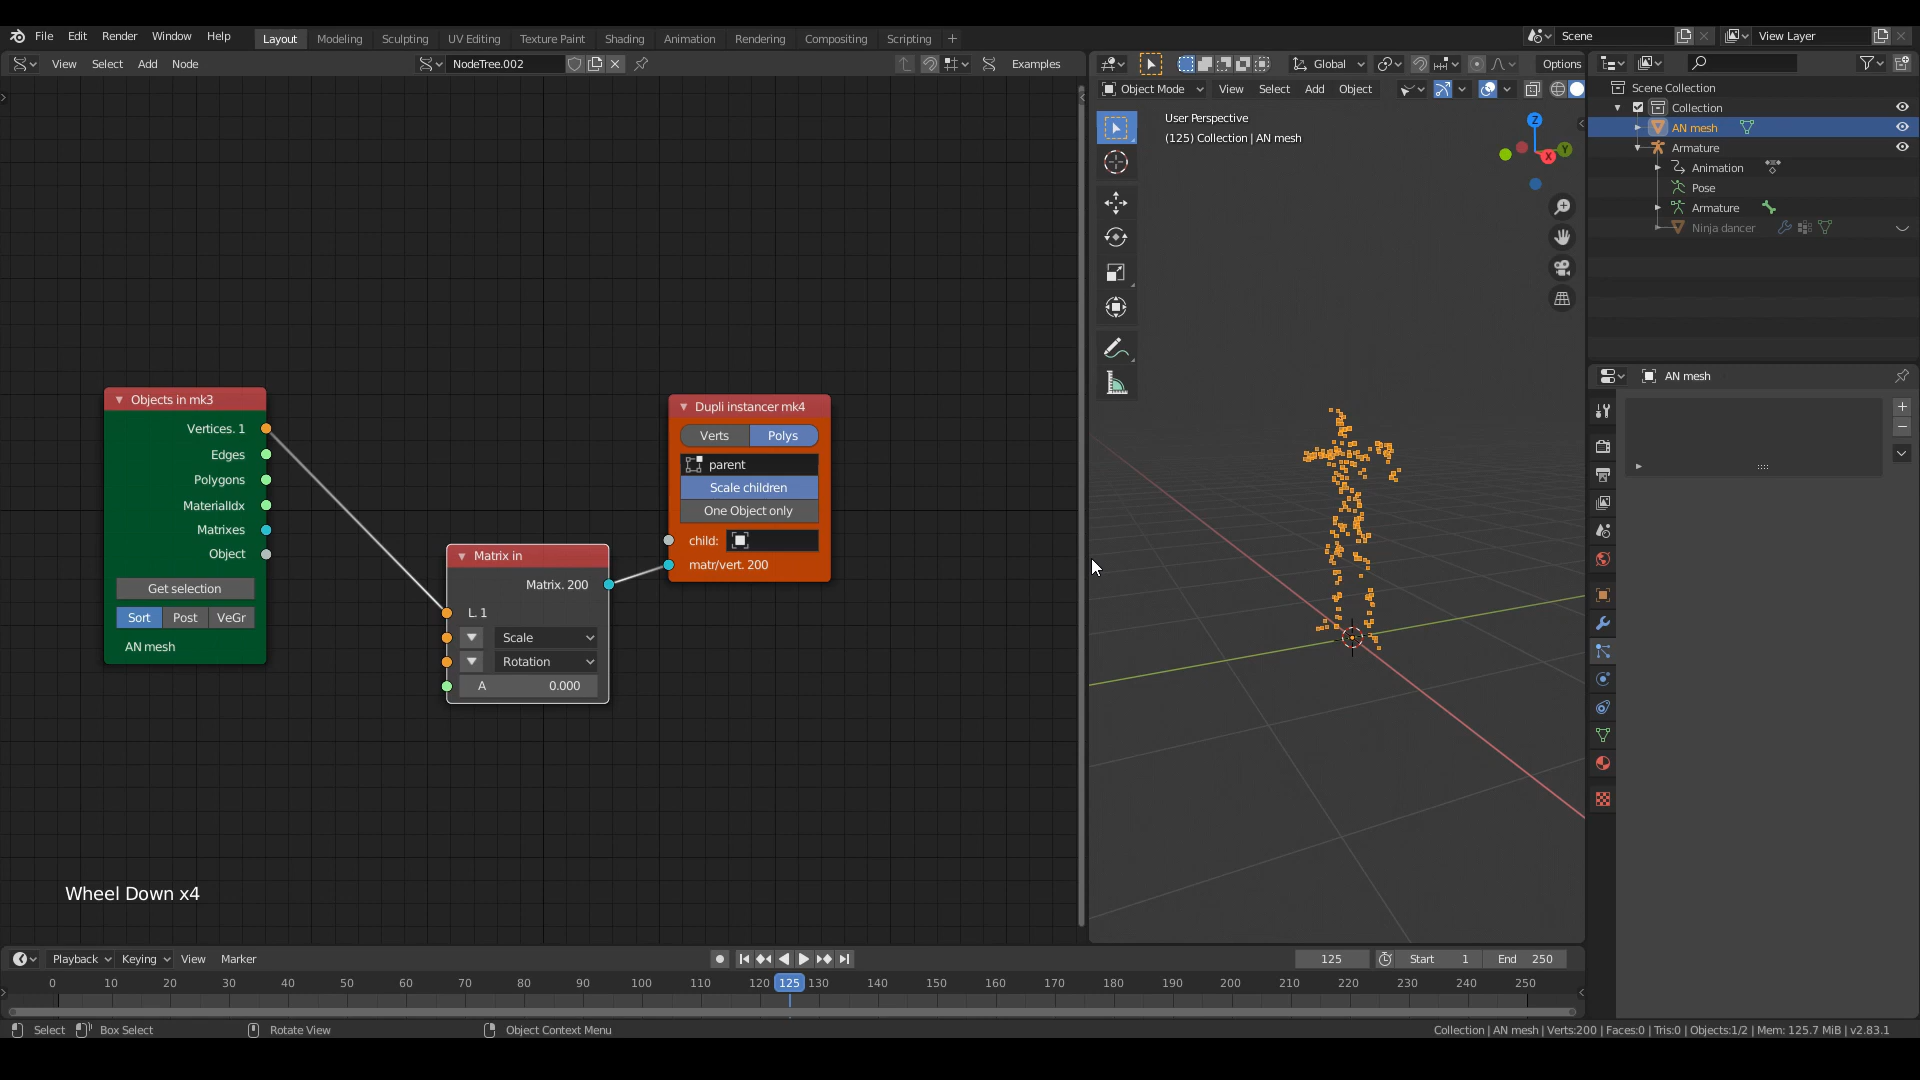 File Edit Render Window Help Layout Modeling Sculpting UV Editing Texture Paint Shading Animation Rendering Compositing Scripting + Scene View Layer
View Select Add Node NodeTree.002 Examples Global Options
Object Mode View Select Add Object
Scene Collection
Collection
AN mesh
Armature
Animation
Pose
Armature
Ninja dancer
User Perspective
(125) Collection | AN mesh
Z
Y
X
AN mesh
Objects in mk3
Vertices. 1
Edges
Polygons
MaterialIdx
Matrixes
Object
Get selection
Sort Post VeGr
AN mesh
Matrix in
Matrix. 200
L. 1
Scale
Rotation
A 0.000
Dupli instancer mk4
Verts Polys
parent
Scale children
One Object only
child:
matr/vert. 200
Wheel Down x4
Playback Keying View Marker 125 Start 1 End 250
0 10 20 30 40 50 60 70 80 90 100 110 120 125 130 140 150 160 170 180 190 200 210 220 230 240 250
Select Box Select Rotate View Object Context Menu Collection | AN mesh | Verts:200 | Faces:0 | Tris:0 | Objects:1/2 | Mem: 125.7 MiB | v2.83.1